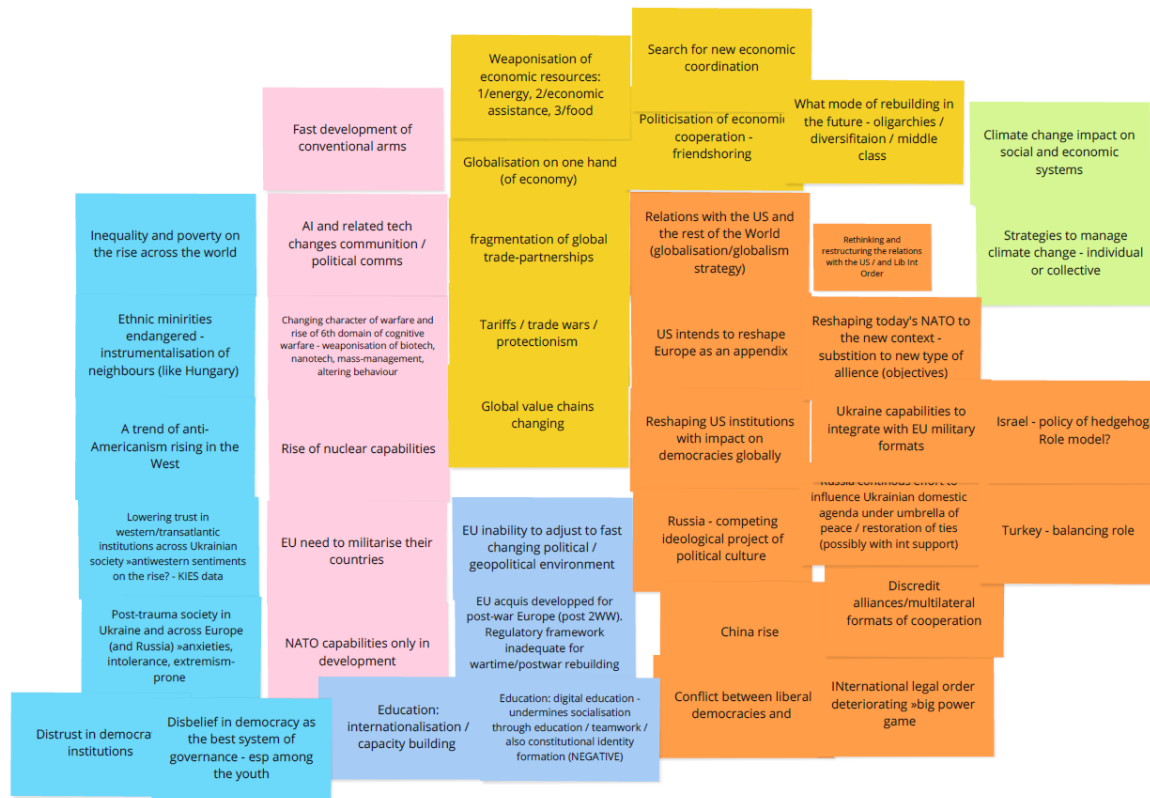 Search for new economic
coordination
Weaponisation of
economic resources:
1/energy, 2/economic
assistance, 3/food
What mode of rebuilding in
the future - oligarchies /
diversifitaion / middle
class
Politicisation of economi
cooperation -
friendshoring
Fast development of
conventional arms
Climate change impact on
social and economic
systems
Globalisation on one hand
(of economy)
Inequality and poverty on
the rise across the world
AI and related tech
changes communition /
political comms
fragmentation of global
trade-partnerships
Relations with the US and
the rest of the World
(globalisation/globalism
strategy)
Rethinking and
restructuring the relations
with the US / and Lib Int
Order
Strategies to manage
climate change - individual
or collective
Ethnic minirities
endangered -
instrumentalisation of
neighbours (like Hungary)
Changing character of warfare and
rise of 6th domain of cognitive
warfare - weaponisation of biotech,
nanotech, mass-management,
altering behaviour
Tariffs / trade wars /
protectionism
US intends to reshape
Europe as an appendix
Reshaping today's NATO to
the new context -
substition to new type of
allience (objectives)
A trend of anti-
Americanism rising in the
West
Rise of nuclear capabilities
Global value chains
changing
Reshaping US institutions
with impact on
democracies globally
Ukraine capabilities to
integrate with EU military
formats
Israel - policy of hedgehog
Role model?
Lowering trust in
western/transatlantic
institutions across Ukrainian
society »antiwestern sentiments
on the rise? - KIES data
EU need to militarise their
countries
EU inability to adjust to fast
changing political /
geopolitical environment
Russia - competing
ideological project of
political culture
Russia continous effort to
influence Ukrainian domestic
agenda under umbrella of
peace / restoration of ties
(possibly with int support)
Turkey - balancing role
Post-trauma society in
Ukraine and across Europe
(and Russia) »anxieties,
intolerance, extremism-
prone
NATO capabilities only in
development
EU acquis developped for
post-war Europe (post 2WW).
Regulatory framework
inadequate for
wartime/postwar rebuilding
China rise
Discredit
alliances/multilateral
formats of cooperation
Distrust in democra
institutions
Disbelief in democracy as
the best system of
governance - esp among
the youth
Education:
internationalisation /
capacity building
Education: digital education -
undermines socialisation
through education / teamwork /
also constitutional identity
formation (NEGATIVE)
Conflict between liberal
democracies and
INternational legal order
deteriorating »big power
game